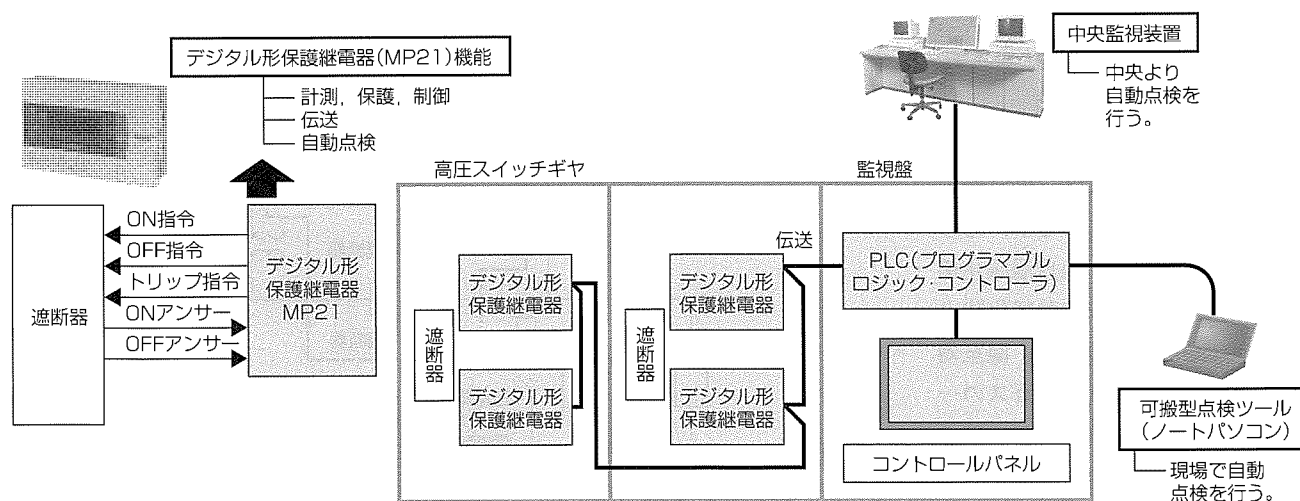 デジタル形保護継電器(MP21)機能
計測，保護，制御
伝送
自動点検
遮断器
ON指令
OFF指令
トリップ指令
ONアンサー
OFFアンサー
デジタル形
保護継電器
MP21
高圧スイッチギヤ
遮断器
デジタル形
保護継電器
デジタル形
保護継電器
遮断器
デジタル形
保護継電器
デジタル形
保護継電器
伝送
監視盤
PLC(プログラマブル
ロジック・コントローラ)
コントロールパネル
中央監視装置
中央より
自動点検を
行う。
可搬型点検ツール
(ノートパソコン)
現場で自動
点検を行う。